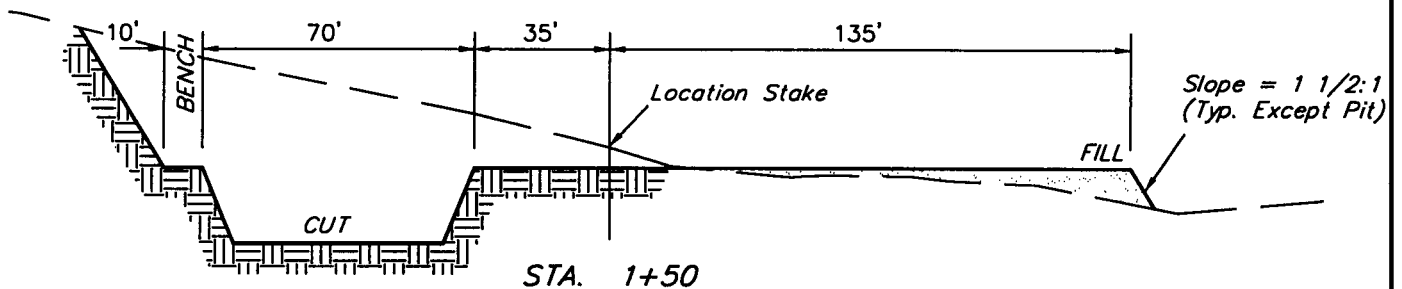 10' 70' 35' 135'
BENCH
Location Stake
Slope = 1 1/2:1
(Typ. Except Pit)
FILL
CUT
STA. 1+50